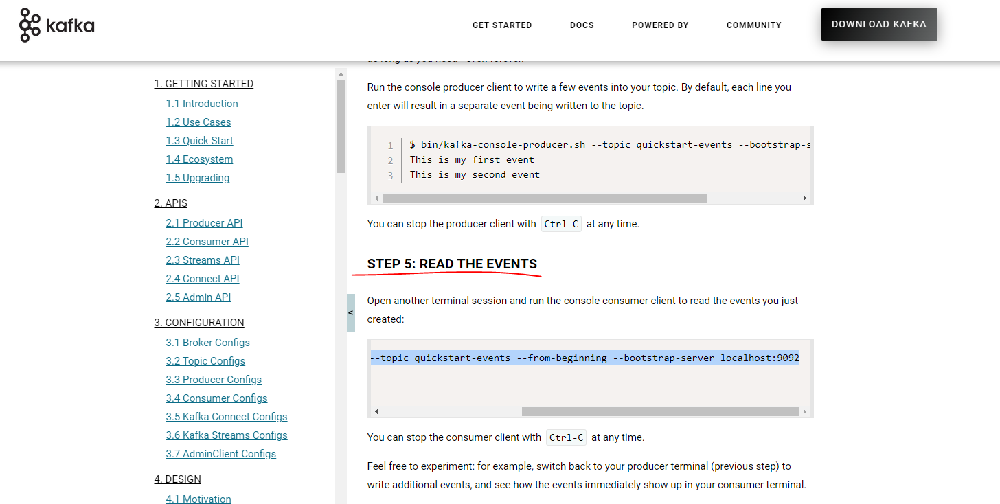 kafka
GET STARTED
DOCS
POWERED BY
COMMUNITY
DOWNLOAD KAFKA
1. GETTING STARTED
1.1 Introduction
1.2 Use Cases
1.3 Quick Start
1.4 Ecosystem
1.5 Upgrading
2. APIS
2.1 Producer API
2.2 Consumer API
2.3 Streams API
2.4 Connect API
2.5 Admin API
3. CONFIGURATION
3.1 Broker Configs
3.2 Topic Configs
3.3 Producer Configs
3.4 Consumer Configs
3.5 Kafka Connect Configs
3.6 Kafka Streams Configs
3.7 AdminClient Configs
4. DESIGN
4.1 Motivation
<
Run the console producer client to write a few events into your topic. By default, each line you
enter will result in a separate event being written to the topic.
1 $ bin/kafka-console-producer.sh --topic quickstart-events --bootstrap-s
2 This is my first event
3 This is my second event
You can stop the producer client with Ctrl-C at any time.
STEP 5: READ THE EVENTS
Open another terminal session and run the console consumer client to read the events you just
created:
--topic quickstart-events --from-beginning --bootstrap-server localhost:9092
You can stop the consumer client with Ctrl-C at any time.
Feel free to experiment: for example, switch back to your producer terminal (previous step) to
write additional events, and see how the events immediately show up in your consumer terminal.